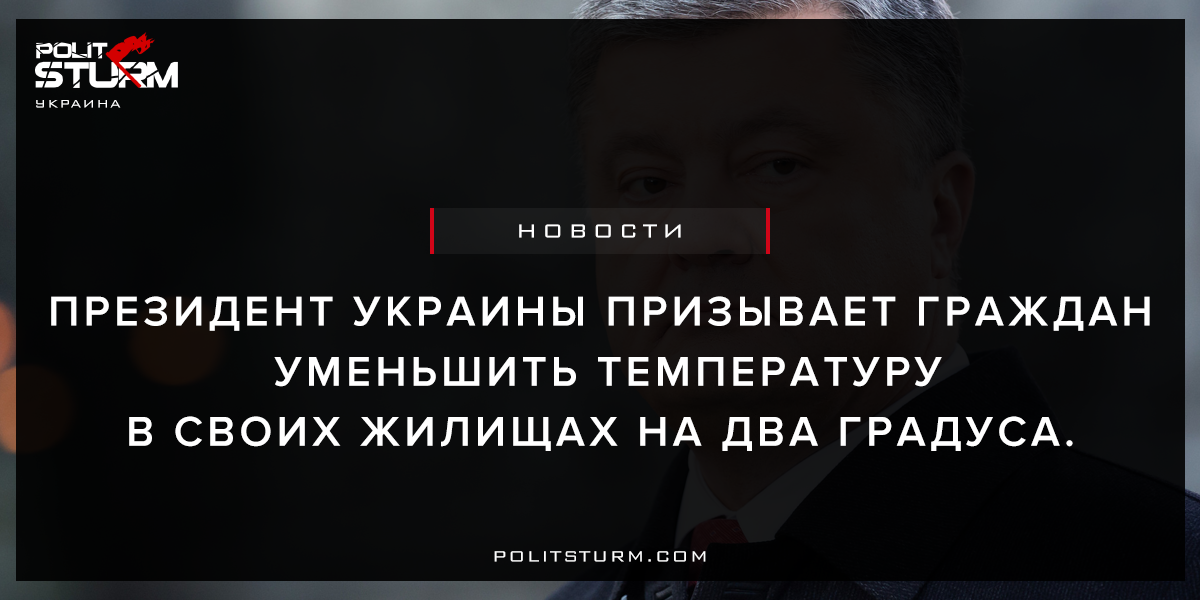 POLIT
STURM
УКРАИНА
НОВОСТИ
ПРЕЗИДЕНТ УКРАИНЫ ПРИЗЫВАЕТ ГРАЖДАН
УМЕНЬШИТЬ ТЕМПЕРАТУРУ
В СВОИХ ЖИЛИЩАХ НА ДВА ГРАДУСА.
POLITSTURM.COM